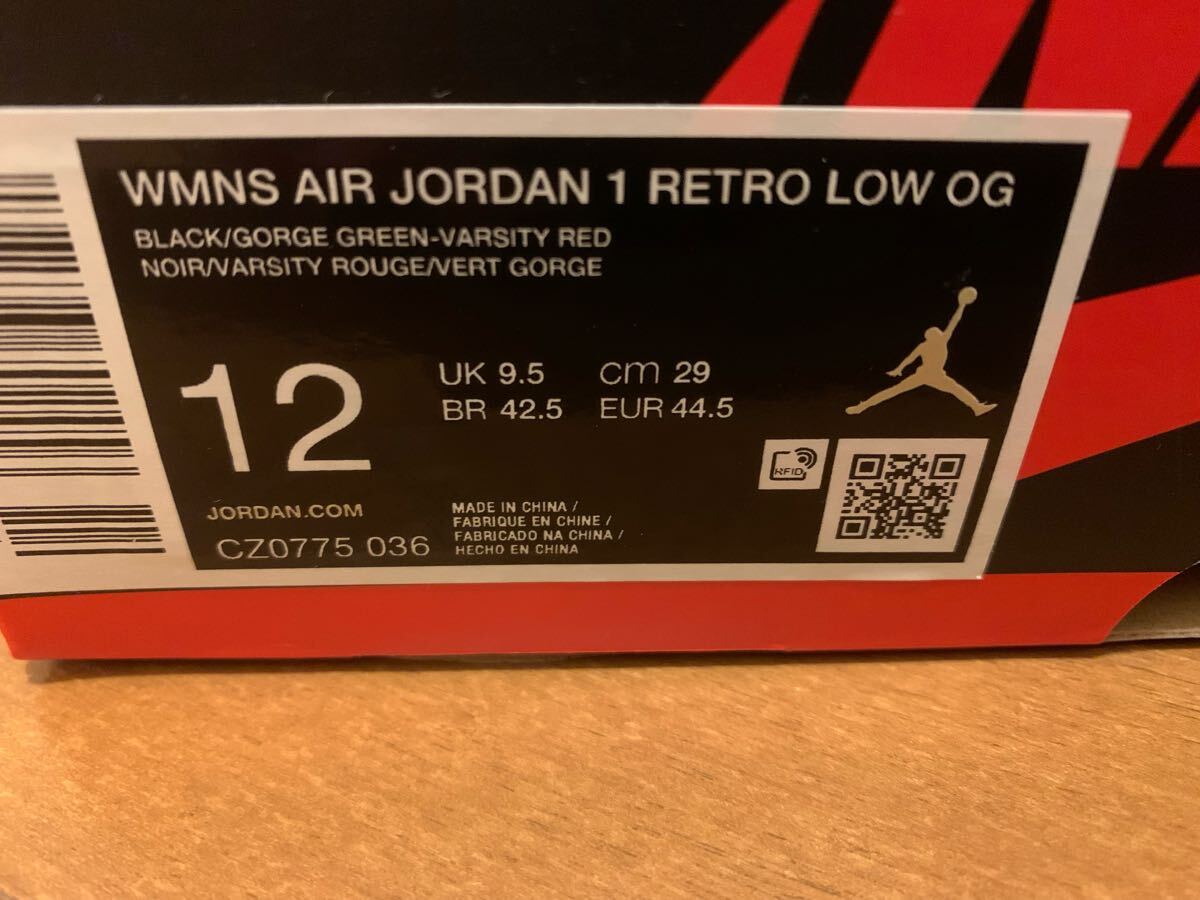 WMNS AIR JORDAN 1 RETRO LOW OG
BLACK/GORGE GREEN-VARSITY RED
NOIR/VARSITY ROUGE/VERT GORGE
12
UK 9.5 cm 29
BR 42.5 EUR 44.5
RFID
JORDAN.COM
CZ0775 036
MADE IN CHINA /
FABRIQUE EN CHINE /
FABRICADO NA CHINA /
HECHO EN CHINA